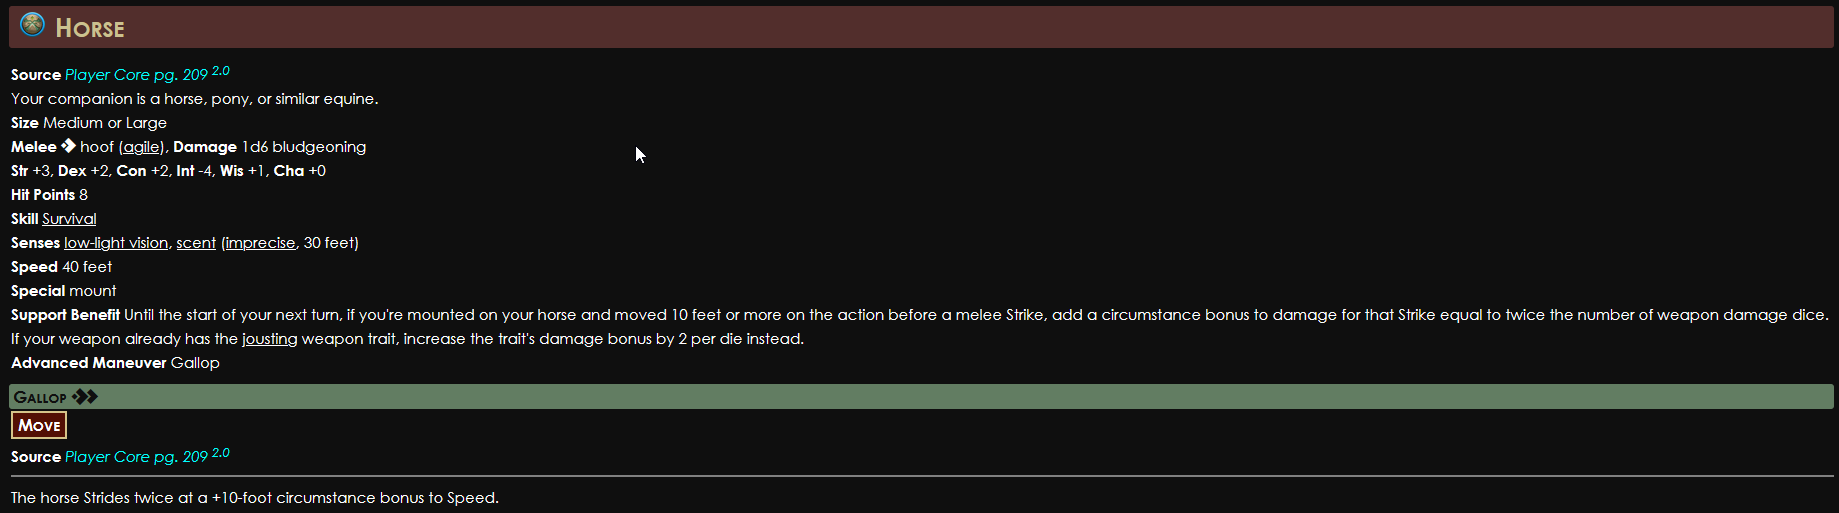 Horse
Source Player Core pg. 209 2.0
Your companion is a horse, pony, or similar equine.
Size Medium or Large
Melee hoof (agile), Damage 1d6 bludgeoning
Str +3, Dex +2, Con +2, Int -4, Wis +1, Cha +0
Hit Points 8
Skill Survival
Senses low-light vision, scent (imprecise, 30 feet)
Speed 40 feet
Special mount
Support Benefit Until the start of your next turn, if you're mounted on your horse and moved 10 feet or more on the action before a melee Strike, add a circumstance bonus to damage for that Strike equal to twice the number of weapon damage dice.
If your weapon already has the jousting weapon trait, increase the trait's damage bonus by 2 per die instead.
Advanced Maneuver Gallop
Gallop
Move
Source Player Core pg. 209 2.0
The horse Strides twice at a +10-foot circumstance bonus to Speed.